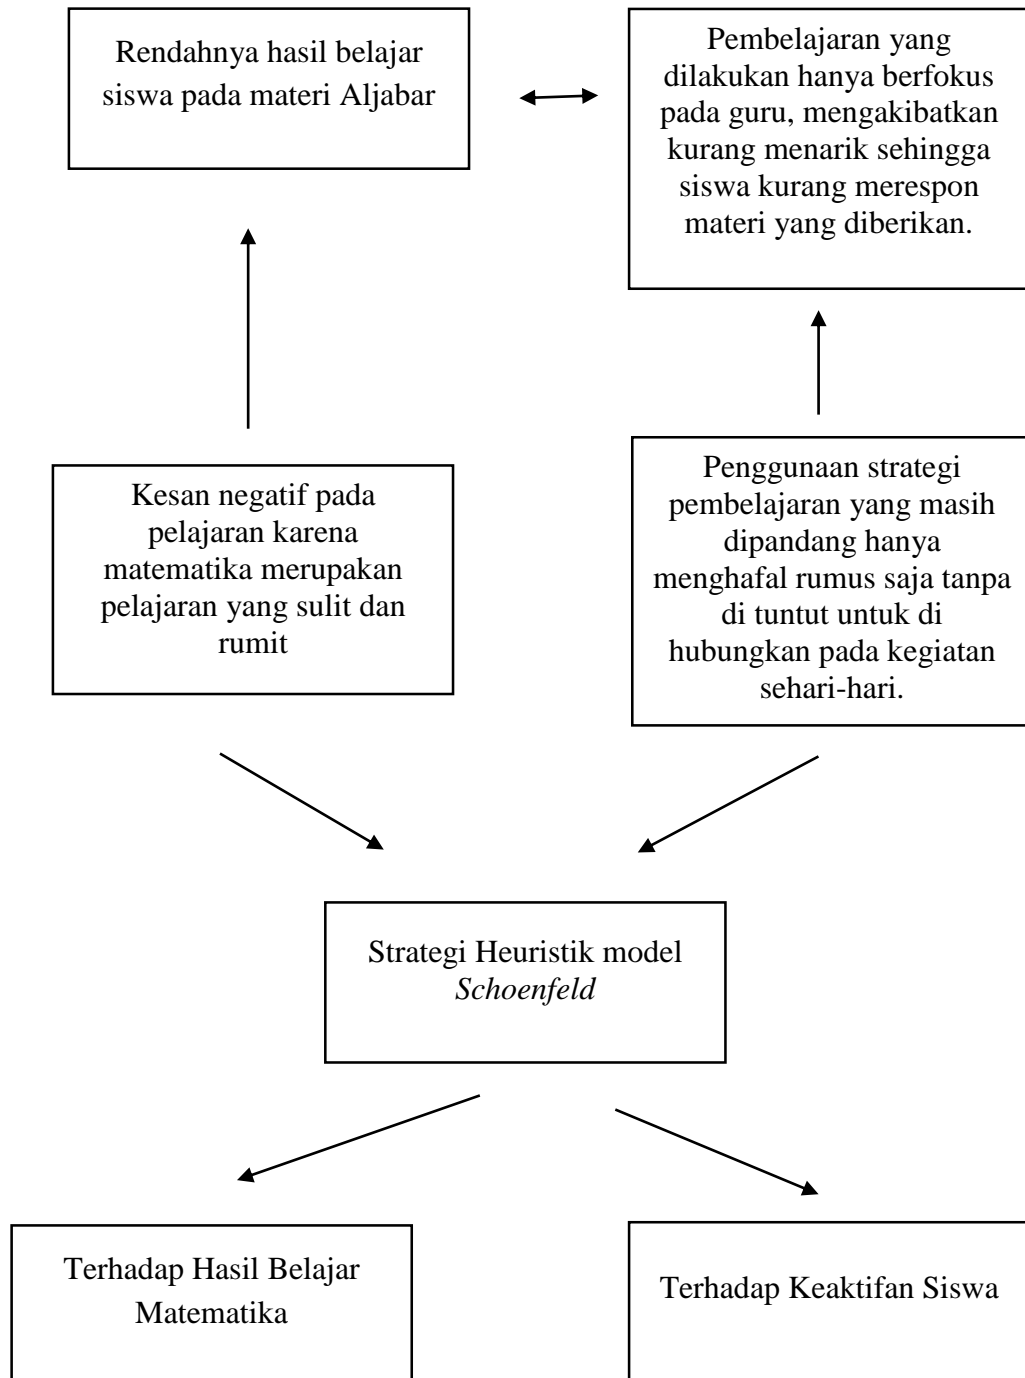 Rendahnya hasil belajar
siswa pada materi Aljabar
Pembelajaran yang
dilakukan hanya berfokus
pada guru, mengakibatkan
kurang menarik sehingga
siswa kurang merespon
materi yang diberikan.
Kesan negatif pada
pelajaran karena
matematika merupakan
pelajaran yang sulit dan
rumit
Penggunaan strategi
pembelajaran yang masih
dipandang hanya
menghafal rumus saja tanpa
di tuntut untuk di
hubungkan pada kegiatan
sehari-hari.
Strategi Heuristik model
Schoenfeld
Terhadap Hasil Belajar
Matematika
Terhadap Keaktifan Siswa